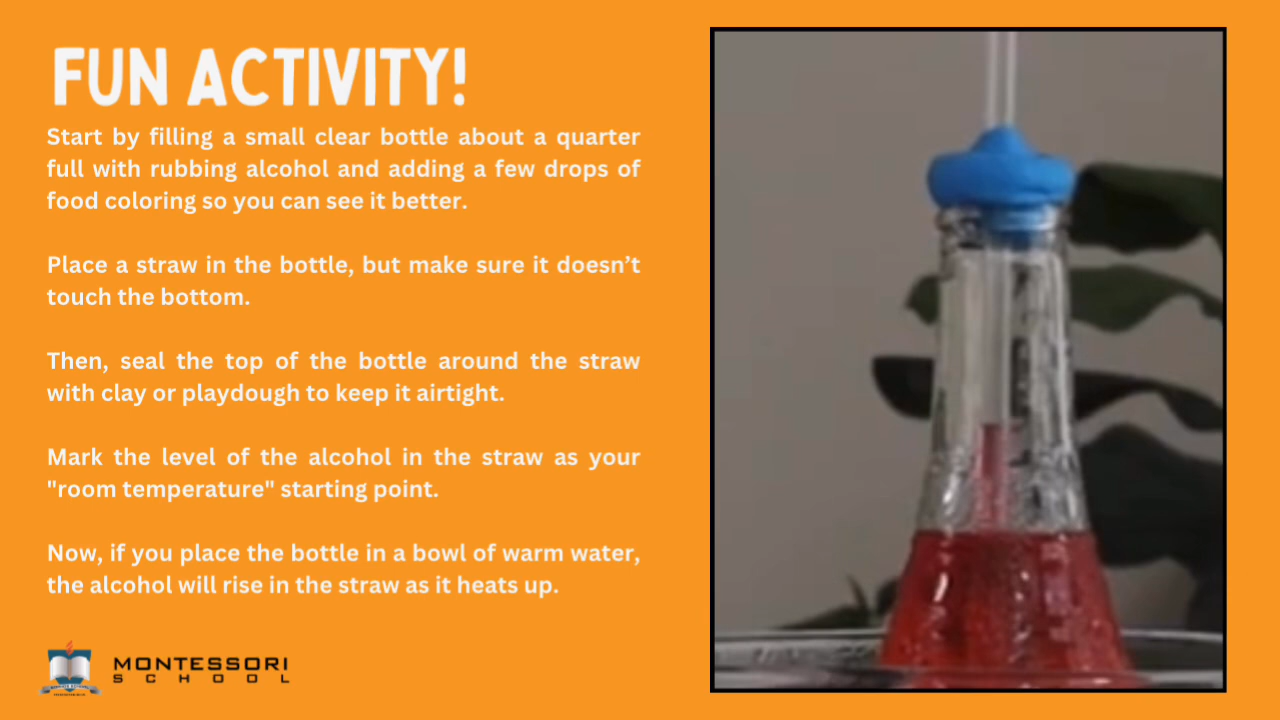 FUN ACTIVITY!
Start by filling a small clear bottle about a quarter
full with rubbing alcohol and adding a few drops of
food coloring so you can see it better.
Place a straw in the bottle, but make sure it doesn’t
touch the bottom.
Then, seal the top of the bottle around the straw
with clay or playdough to keep it airtight.
Mark the level of the alcohol in the straw as your
"room temperature" starting point.
Now, if you place the bottle in a bowl of warm water,
the alcohol will rise in the straw as it heats up.
MONTESSORI
SCHOOL